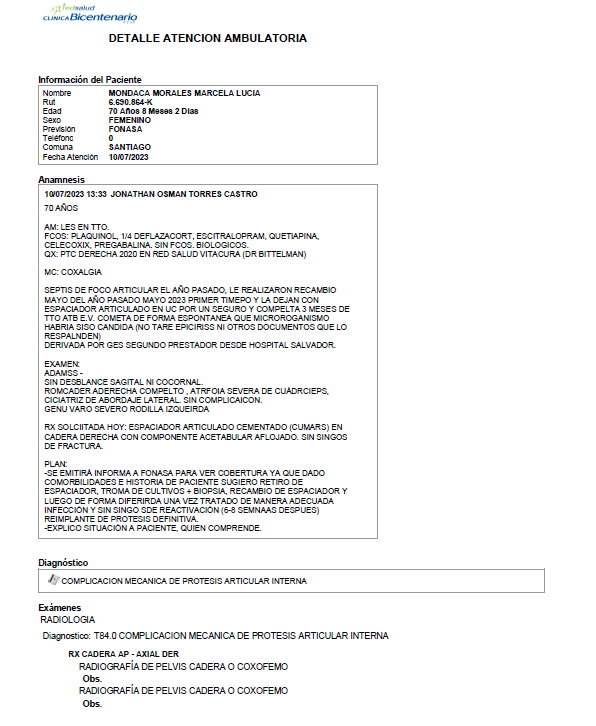 redsalud
CLINICA Bicentenario
DETALLE ATENCION AMBULATORIA
Información del Paciente
Nombre MONDACA MORALES MARCELA LUCIA
Rut 6.690.864-K
Edad 70 Años 8 Meses 2 Dias
Sexo FEMENINO
Previsión FONASA
Teléfono 0
Comuna SANTIAGO
Fecha Atención 10/07/2023
Anamnesis
10/07/2023 13:33 JONATHAN OSMAN TORRES CASTRO
70 AÑOS
AM: LES EN TTO.
FCOS: PLAQUINOL, 1/4 DEFLAZACORT, ESCITRALOPRAM, QUETIAPINA,
CELECOXIX, PREGABALINA. SIN FCOS. BIOLOGICOS.
QX: PTC DERECHA 2020 EN RED SALUD VITACURA (DR BITTELMAN)
MC: COXALGIA
SEPTIS DE FOCO ARTICULAR EL AÑO PASADO, LE REALIZARON RECAMBIO
MAYO DEL AÑO PASADO MAYO 2023 PRIMER TIMEPO Y LA DEJAN CON
ESPACIADOR ARTICULADO EN UC POR UN SEGURO Y COMPELTA 3 MESES DE
TTO ATB E.V. COMETA DE FORMA ESPONTANEA QUE MICROROGANISMO
HABRIA SISO CANDIDA (NO TARE EPICIRISS NI OTROS DOCUMENTOS QUE LO
RESPALNDEN)
DERIVADA POR GES SEGUNDO PRESTADOR DESDE HOSPITAL SALVADOR.
EXAMEN:
ADAMSS -
SIN DESBLANCE SAGITAL NI COCORNAL.
ROMCADER ADERECHA COMPELTO , ATRFOIA SEVERA DE CUÁDRCIEPS,
CICIATRIZ DE ABORDAJE LATERAL. SIN COMPLICAICON.
GENU VARO SEVERO RODILLA IZQUEIRDA
RX SOLCIITADA HOY: ESPACIADOR ARTICULADO CEMENTADO (CUMARS) EN
CADERA DERECHA CON COMPONENTE ACETABULAR AFLOJADO. SIN SINGOS
DE FRACTURA.
PLAN:
-SE EMITIRÁ INFORMA A FONASA PARA VER COBERTURA YA QUE DADO
COMORBILIDADES E HISTORIA DE PACIENTE SUGIERO RETIRO DE
ESPACIADOR, TROMA DE CULTIVOS + BIOPSIA, RECAMBIO DE ESPACIADOR Y
LUEGO DE FORMA DIFERIRDA UNA VEZ TRATADO DE MANERA ADECUADA
INFECCIÓN Y SIN SINGO SDE REACTIVACIÓN (6-8 SEMNAAS DESPUES)
REIMPLANTE DE PROTESIS DEFINITIVA.
-EXPLICO SITUACIÓN A PACIENTE, QUIEN COMPRENDE.
Diagnóstico
COMPLICACION MECANICA DE PROTESIS ARTICULAR INTERNA
Exámenes
RADIOLOGIA
Diagnostico: T84.0 COMPLICACION MECANICA DE PROTESIS ARTICULAR INTERNA
RX CADERA AP - AXIAL DER
RADIOGRAFÍA DE PELVIS CADERA O COXOFEMO
Obs.
RADIOGRAFÍA DE PELVIS CADERA O COXOFEMO
Obs.